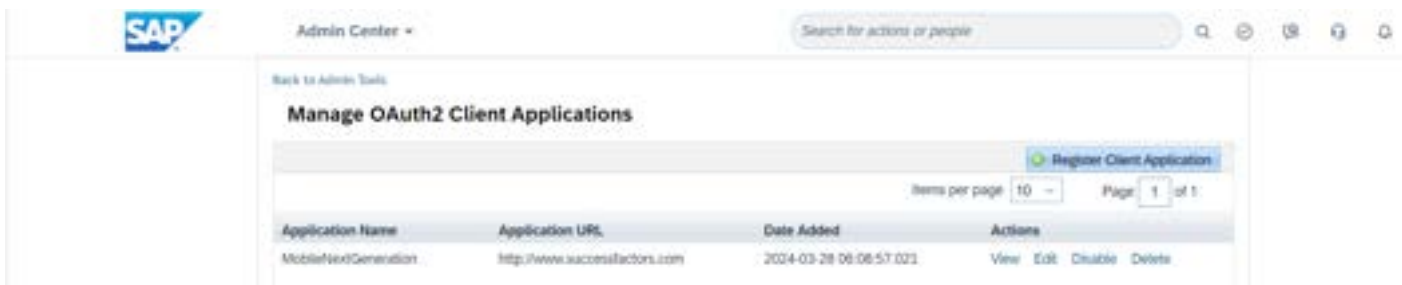 SAP
Admin Center
Search for actions or people
Back to Admin Tools
Manage OAuth2 Client Applications
Register Client Application
Items per page 10 Page 1 of 1
Application Name Application URL Date Added Actions
MobileNextGeneration http://www.successfactors.com 2024-03-28 06:08:57.021 View Edit Disable Delete